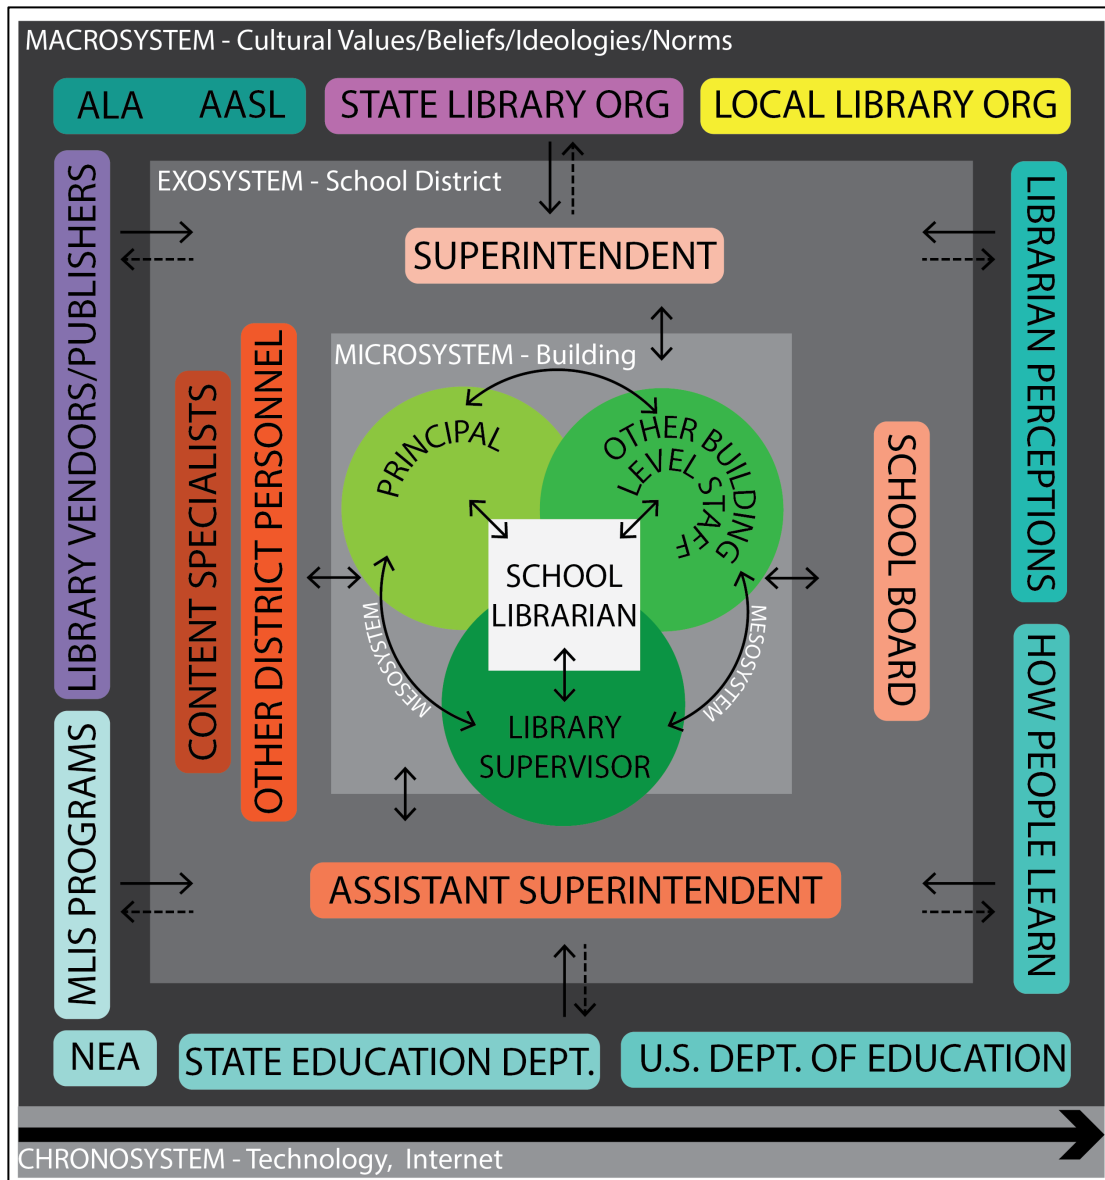 MACROSYSTEM - Cultural Values/Beliefs/Ideologies/Norms
ALA AASL
STATE LIBRARY ORG
LOCAL LIBRARY ORG
LIBRARY VENDORS/PUBLISHERS
EXOSYSTEM - School District
LIBRARIAN PERCEPTIONS
SUPERINTENDENT
MICROSYSTEM - Building
CONTENT SPECIALISTS
OTHER DISTRICT PERSONNEL
PRINCIPAL
OTHER BUILDING
LEVEL STAFF
SCHOOL BOARD
SCHOOL
LIBRARIAN
MESOSYSTEM
MESOSYSTEM
LIBRARY
SUPERVISOR
MLIS PROGRAMS
HOW PEOPLE LEARN
ASSISTANT SUPERINTENDENT
NEA
STATE EDUCATION DEPT.
U.S. DEPT. OF EDUCATION
CHRONOSYSTEM - Technology, Internet